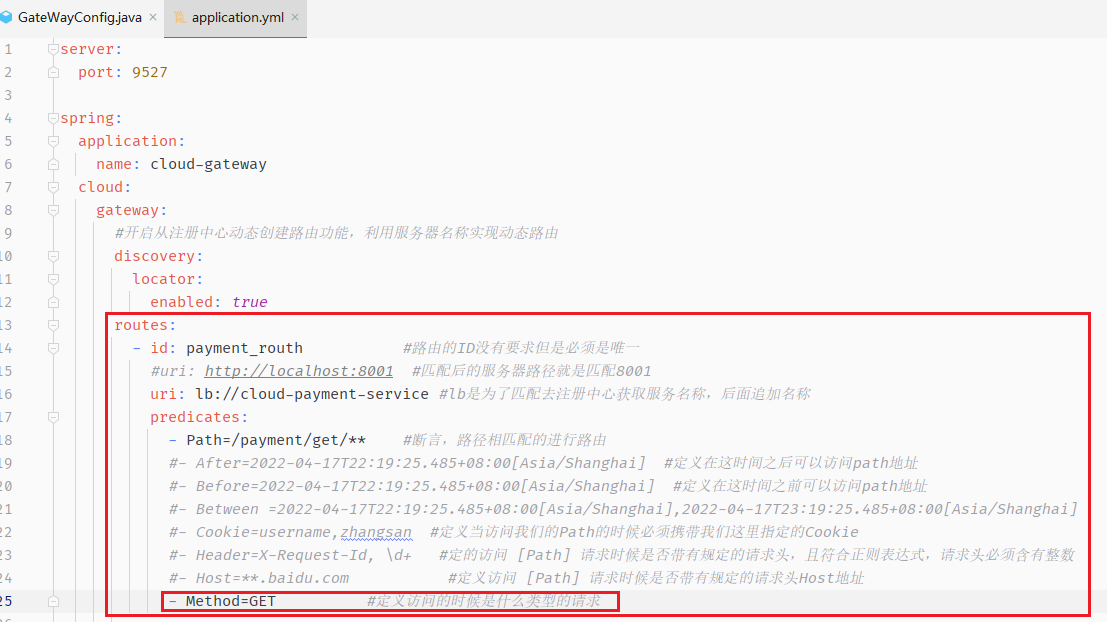 GateWayConfig.java × application.yml ×
1 server:
2 port: 9527
3
4 spring:
5 application:
6 name: cloud-gateway
7 cloud:
8 gateway:
9 #开启从注册中心动态创建路由功能，利用服务器名称实现动态路由
10 discovery:
11 locator:
12 enabled: true
13 routes:
14 - id: payment_routh #路由的ID没有要求但是必须是唯一
15 #uri: http://localhost:8001 #匹配后的服务器路径就是匹配8001
16 uri: lb://cloud-payment-service #lb是为了匹配去注册中心获取服务名称，后面追加名称
17 predicates:
18 - Path=/payment/get/** #断言，路径相匹配的进行路由
19 #- After=2022-04-17T22:19:25.485+08:00[Asia/Shanghai] #定义在这时间之后可以访问path地址
20 #- Before=2022-04-17T22:19:25.485+08:00[Asia/Shanghai] #定义在这时间之前可以访问path地址
21 #- Between =2022-04-17T22:19:25.485+08:00[Asia/Shanghai],2022-04-17T23:19:25.485+08:00[Asia/Shanghai]
22 #- Cookie=username,zhangsan #定义当访问我们的Path的时候必须携带我们这里指定的Cookie
23 #- Header=X-Request-Id, \d+ #定的访问 [Path] 请求时候是否带有规定的请求头，且符合正则表达式，请求头必须含有整数
24 #- Host=**.baidu.com #定义访问 [Path] 请求时候是否带有规定的请求头Host地址
25 - Method=GET #定义访问的时候是什么类型的请求